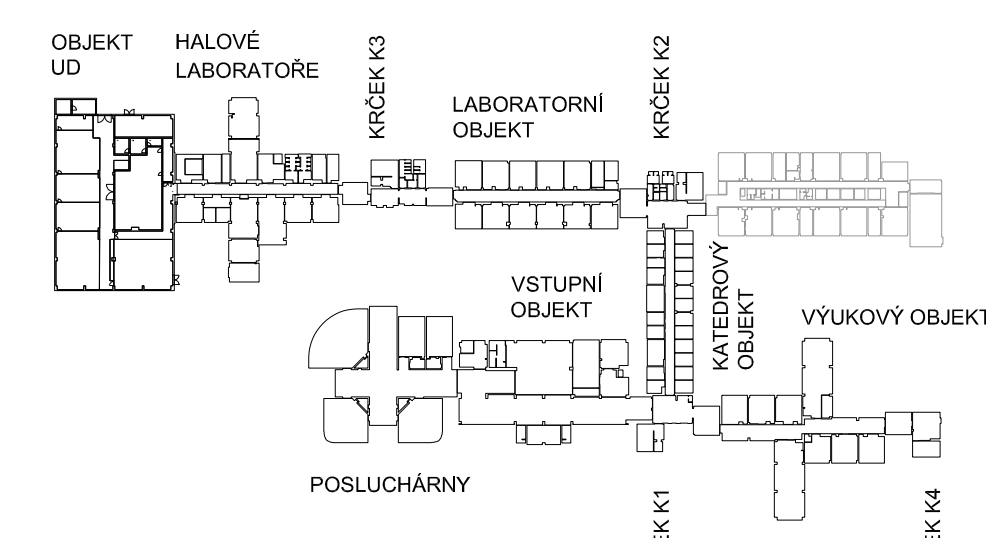 OBJEKT
UD
HALOVÉ
LABORATOŘE
KRČEK K3
LABORATORNÍ
OBJEKT
KRČEK K2
VSTUPNÍ
OBJEKT
KATEDROVÝ
OBJEKT
VÝUKOVÝ OBJEKT
POSLUCHÁRNY
EK K1
EK K4